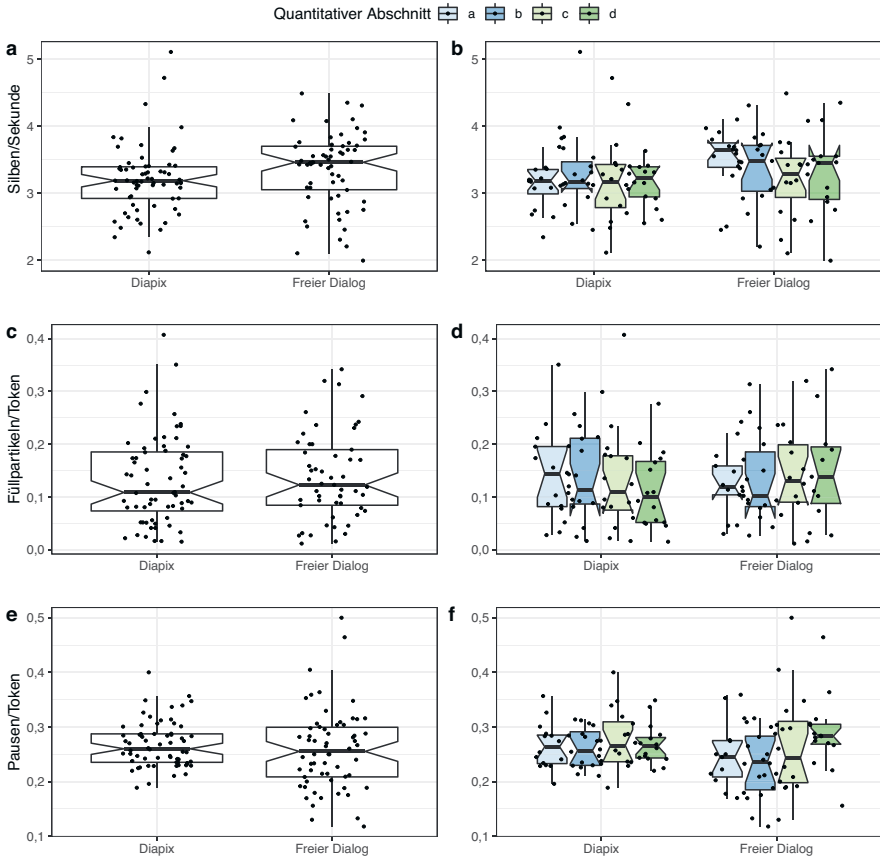 Quantitativer Abschnitt a b c d
a
b
Silben/Sekunde
5
4
3
2
Diapix
Freier Dialog
5
4
3
2
Diapix
Freier Dialog
c
d
Füllpartikeln/Token
0,4
0,3
0,2
0,1
0,0
Diapix
Freier Dialog
0,4
0,3
0,2
0,1
0,0
Diapix
Freier Dialog
e
f
Pausen/Token
0,5
0,4
0,3
0,2
0,1
Diapix
Freier Dialog
0,5
0,4
0,3
0,2
0,1
Diapix
Freier Dialog